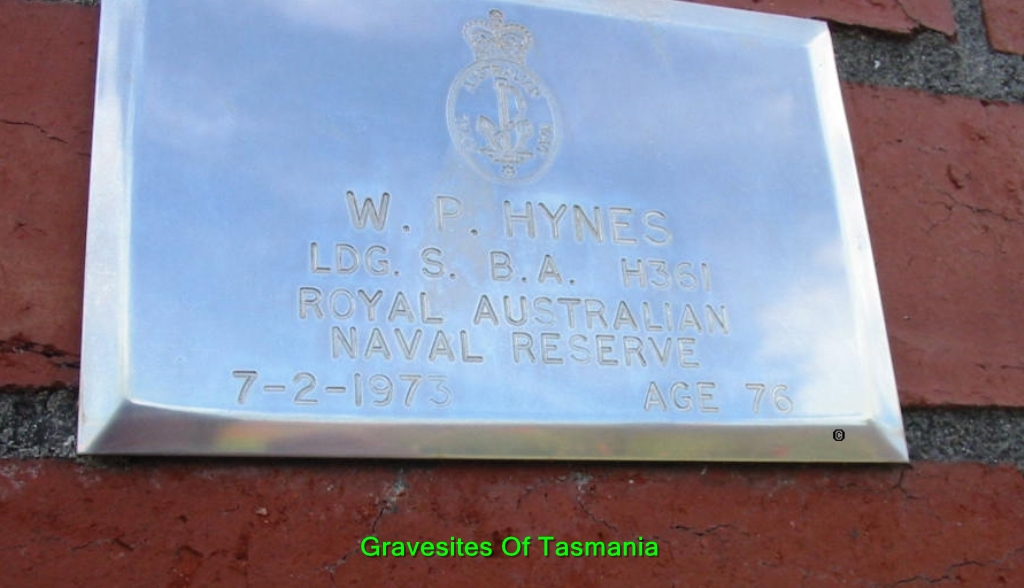 W. P. HYNES
LDG. S. B.A. H361
ROYAL AUSTRALIAN
NAVAL RESERVE
7-2-1973 AGE 76
©
Gravesites Of Tasmania